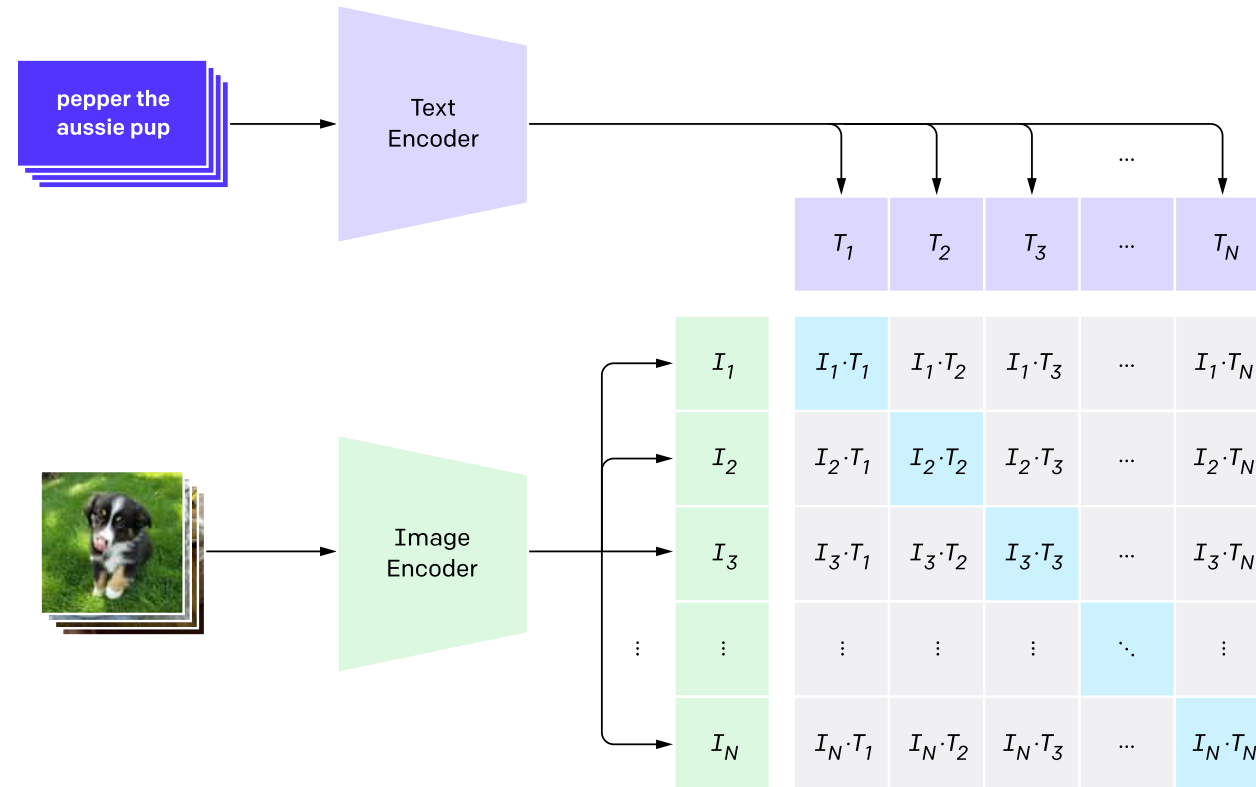 pepper the
aussie pup
Text
Encoder
...
T1 T2 T3 ... TN
I1 I1·T1 I1·T2 I1·T3 ... I1·TN
I2 I2·T1 I2·T2 I2·T3 ... I2·TN
Image
Encoder
I3 I3·T1 I3·T2 I3·T3 ... I3·TN
⋮ ⋮ ⋮ ⋮ ⋮ ⋱ ⋮
IN IN·T1 IN·T2 IN·T3 ... IN·TN